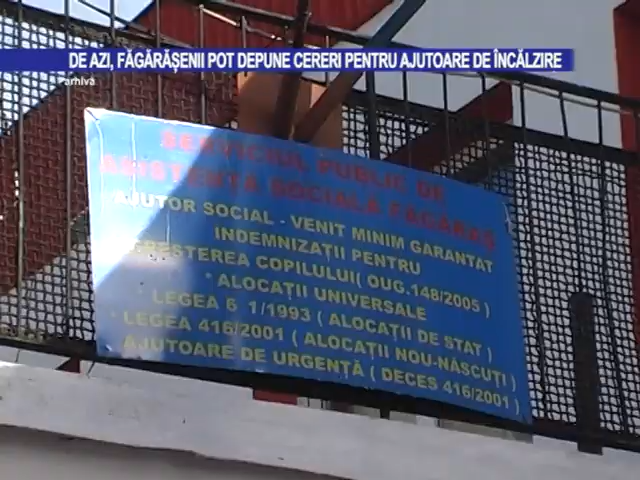 DE AZI, FĂGĂRĂȘENII POT DEPUNE CERERI PENTRU AJUTOARE DE ÎNCĂLZIRE
arhiva
SERVICIUL PUBLIC DE
ASISTENȚĂ SOCIALĂ FĂGĂRAȘ
AJUTOR SOCIAL - VENIT MINIM GARANTAT
INDEMNIZAȚII PENTRU
CREȘTEREA COPILULUI( OUG.148/2005 )
* ALOCAȚII UNIVERSALE
* LEGEA 6 1/1993 ( ALOCAȚII DE STAT )
* LEGEA 416/2001 ( ALOCAȚII NOU-NĂSCUȚI )
AJUTOARE DE URGENȚĂ ( DECES 416/2001 )